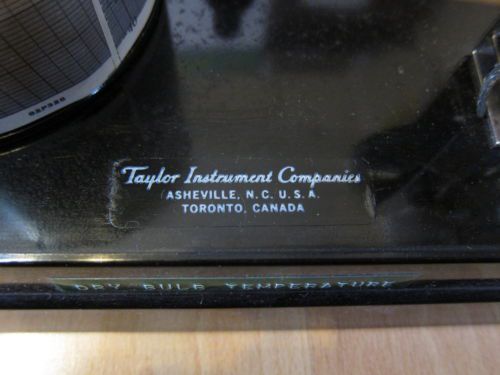 Taylor Instrument Companies
ASHEVILLE, N.C. U.S.A.
TORONTO, CANADA
DRY BULB TEMPERATURE